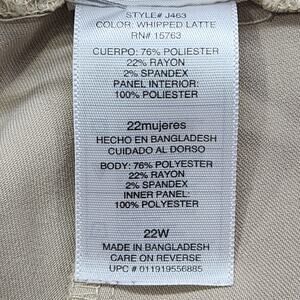 STYLE# J463
COLOR: WHIPPED LATTE
RN# 15763
CUERPO: 76% POLIESTER
22% RAYON
2% SPANDEX
PANEL INTERIOR:
100% POLIESTER
22mujeres
HECHO EN BANGLADESH
CUIDADO AL DORSO
BODY: 76% POLYESTER
22% RAYON
2% SPANDEX
INNER PANEL:
100% POLYESTER
22W
MADE IN BANGLADESH
CARE ON REVERSE
UPC # 011919556885